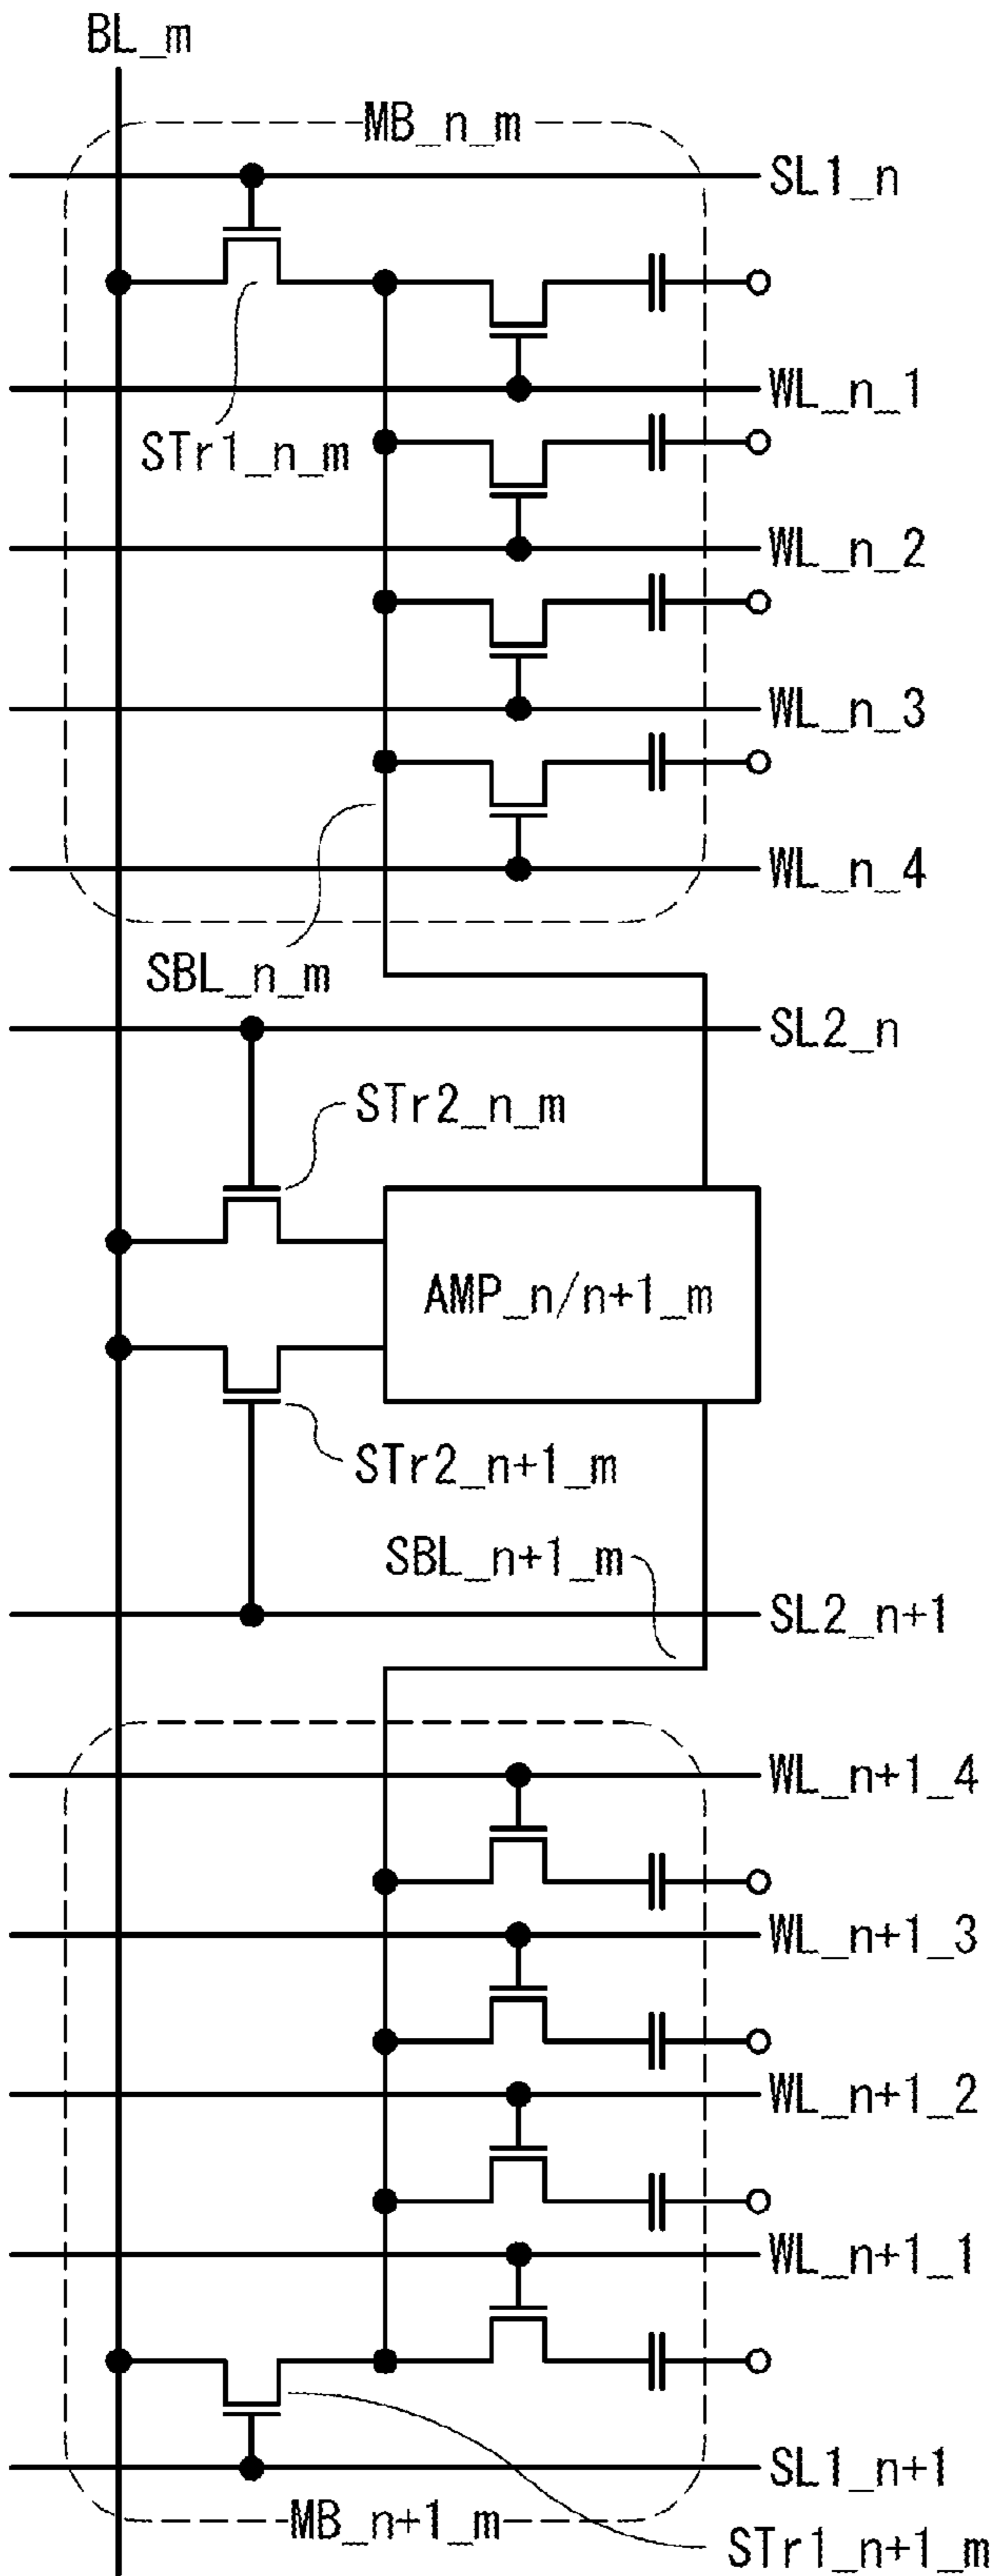 BL_m
MB_n_m
SL1_n
WL_n_1
STr1_n_m
WL_n_2
WL_n_3
WL_n_4
SBL_n_m
SL2_n
STr2_n_m
AMP_n/n+1_m
STr2_n+1_m
SBL_n+1_m
SL2_n+1
WL_n+1_4
WL_n+1_3
WL_n+1_2
WL_n+1_1
SL1_n+1
MB_n+1_m
STr1_n+1_m